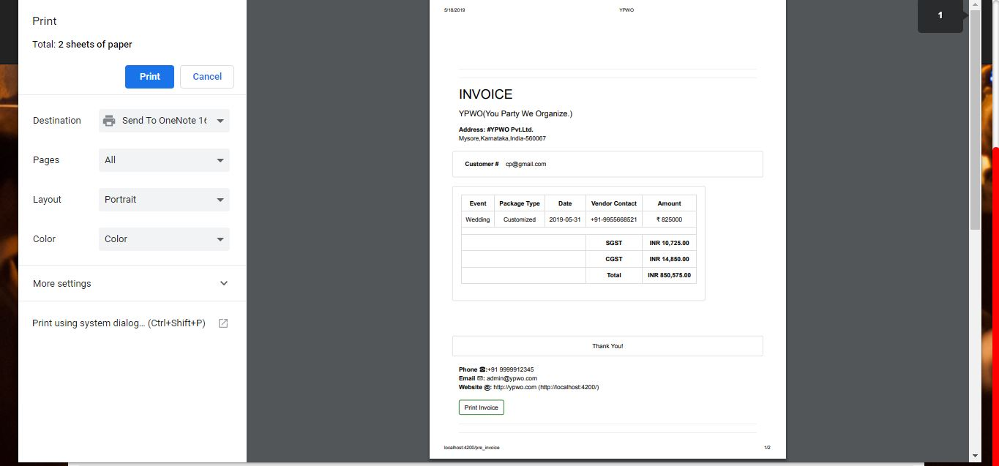 Print
Total: 2 sheets of paper
Print Cancel
Destination Send To OneNote 16
Pages All
Layout Portrait
Color Color
More settings
Print using system dialog... (Ctrl+Shift+P)
5/18/2019 YPWO
1
INVOICE
YPWO(You Party We Organize.)
Address: #YPWO Pvt.Ltd.
Mysore,Karnataka,India-560067
Customer # cp@gmail.com
Event Package Type Date Vendor Contact Amount
Wedding Customized 2019-05-31 +91-9955668521 ₹ 825000
SGST INR 10,725.00
CGST INR 14,850.00
Total INR 850,575.00
Thank You!
Phone ☎:+91 9999912345
Email ✉: admin@ypwo.com
Website @: http://ypwo.com (http://localhost:4200/)
Print Invoice
localhost:4200/pre_invoice 1/2